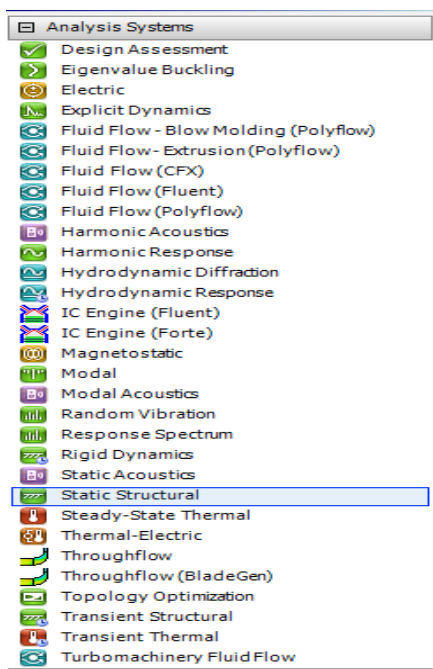 Analysis Systems
Design Assessment
Eigenvalue Buckling
Electric
Explicit Dynamics
Fluid Flow - Blow Molding (Polyflow)
Fluid Flow- Extrusion (Polyflow)
Fluid Flow (CFX)
Fluid Flow (Fluent)
Fluid Flow (Polyflow)
Harmonic Acoustics
Harmonic Response
Hydrodynamic Diffraction
Hydrodynamic Response
IC Engine (Fluent)
IC Engine (Forte)
Magnetostatic
Modal
Modal Acoustics
Random Vibration
Response Spectrum
Rigid Dynamics
Static Acoustics
Static Structural
Steady-State Thermal
Thermal-Electric
Throughflow
Throughflow (BladeGen)
Topology Optimization
Transient Structural
Transient Thermal
Turbomachinery Fluid Flow